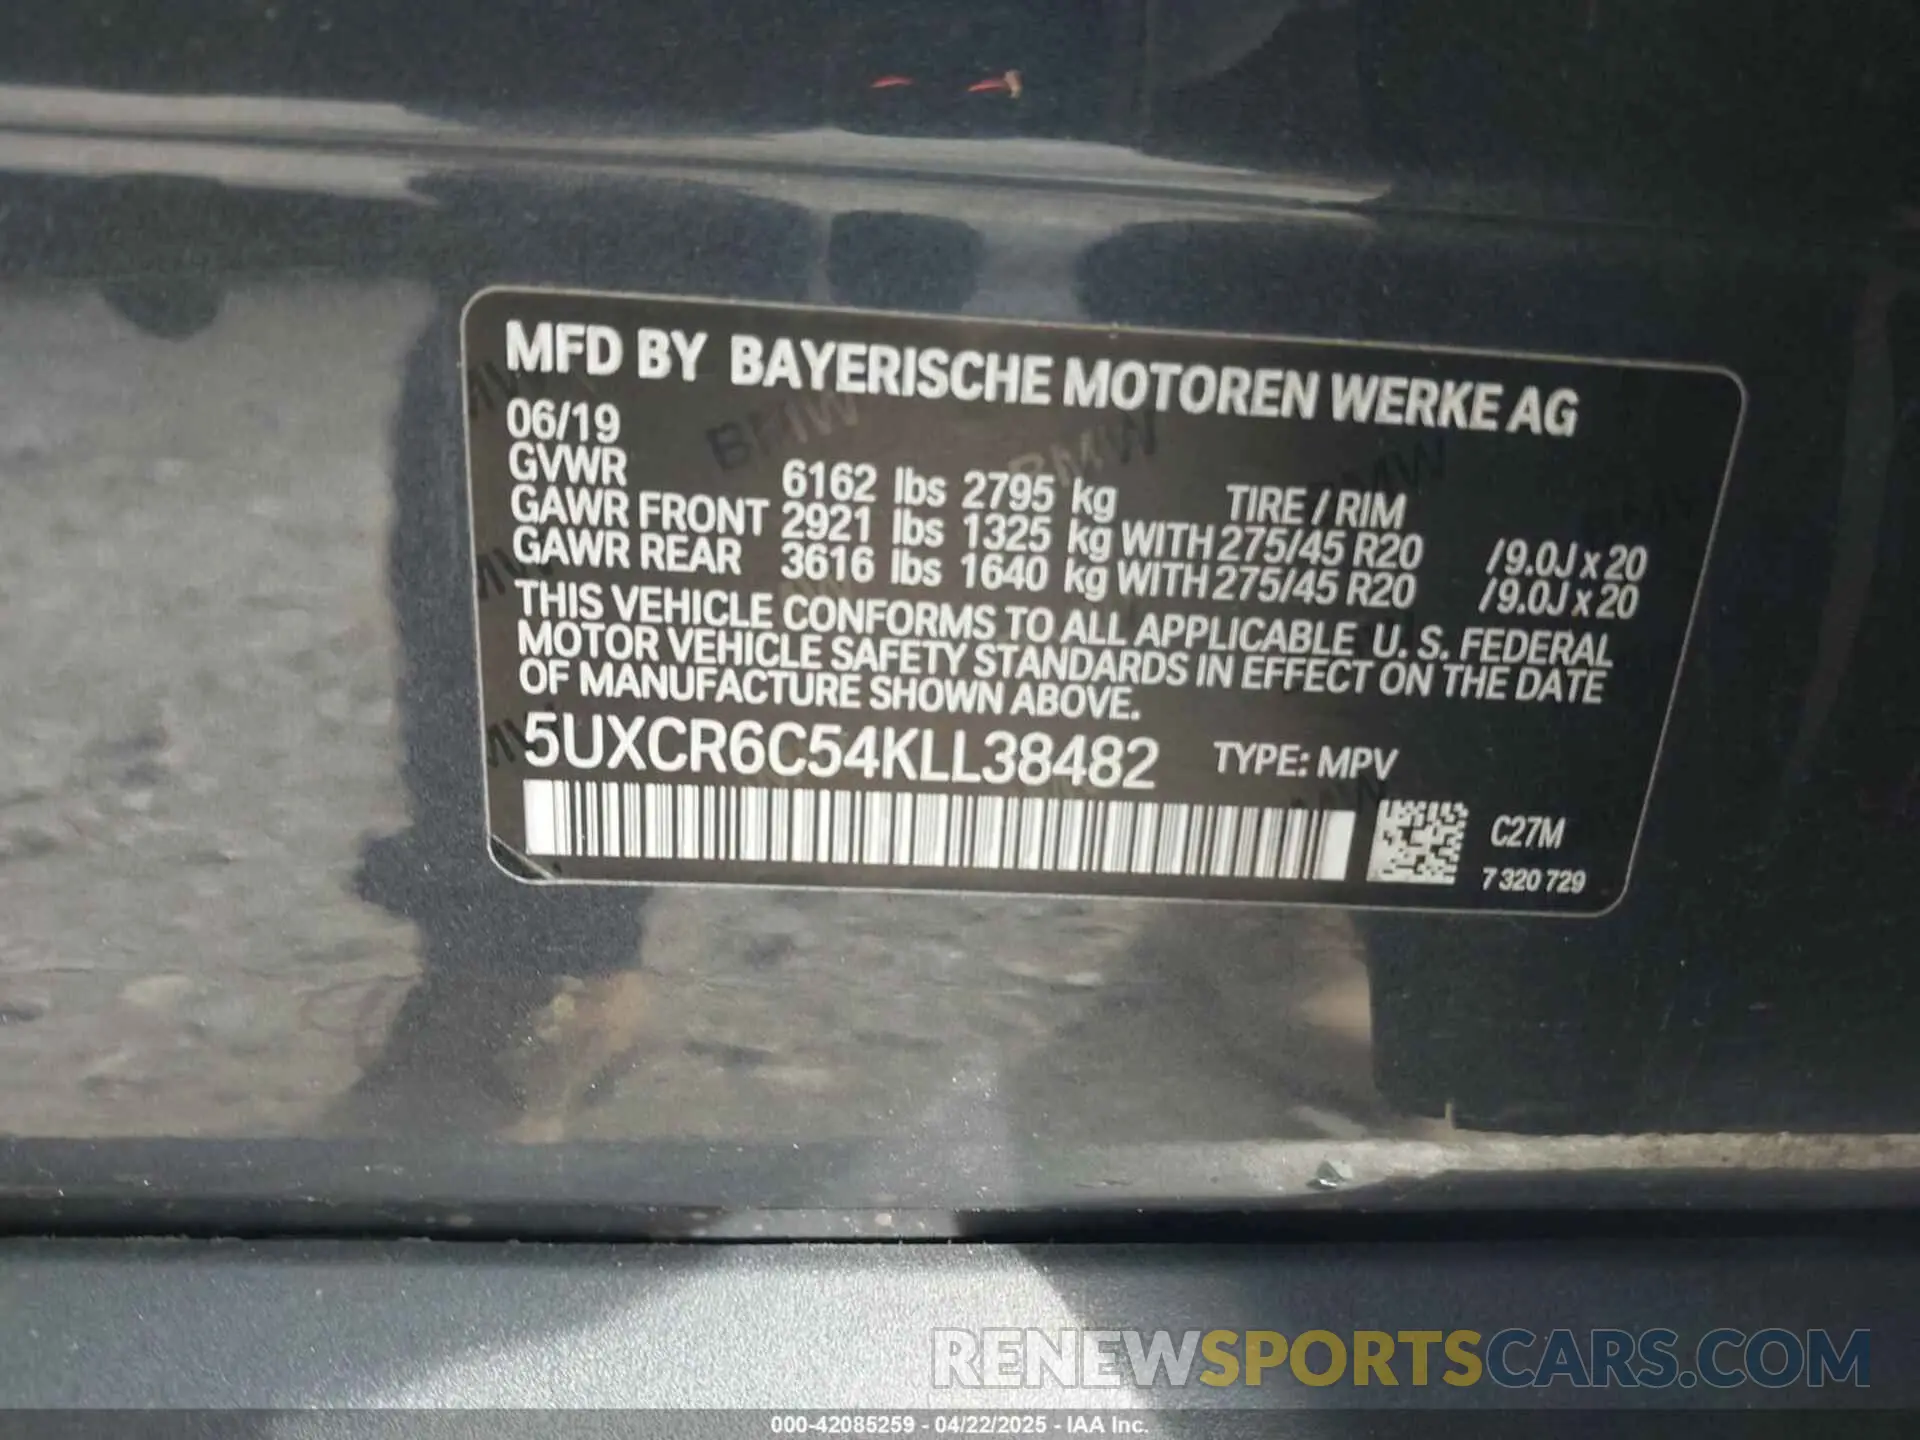 MFD BY BAYERISCHE MOTOREN WERKE AG
06/19
GVWR 6162 lbs 2795 kg TIRE / RIM
GAWR FRONT 2921 lbs 1325 kg WITH 275/45 R20 /9.0J x 20
GAWR REAR 3616 lbs 1640 kg WITH 275/45 R20 /9.0J x 20
THIS VEHICLE CONFORMS TO ALL APPLICABLE U. S. FEDERAL
MOTOR VEHICLE SAFETY STANDARDS IN EFFECT ON THE DATE
OF MANUFACTURE SHOWN ABOVE.
5UXCR6C54KLL38482 TYPE: MPV
C27M
7 320 729
RENEWSPORTSCARS.COM
000-42085259 - 04/22/2025 - IAA Inc.